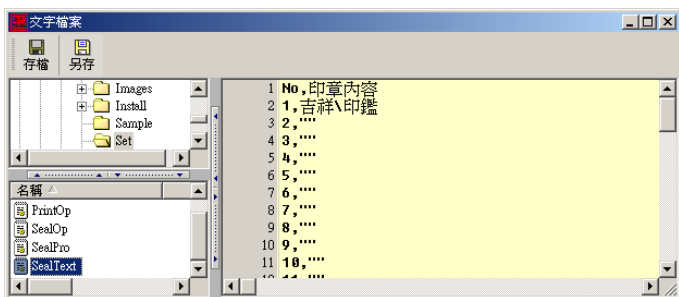 文字檔案
存檔 另存
Images
Install
Sample
Set
名稱
PrintOp
SealOp
SealPro
SealText
1 No,印章內容
2 1,吉祥\印鑑
3 2,""
4 3,""
5 4,""
6 5,""
7 6,""
8 7,""
9 8,""
10 9,""
11 10,""